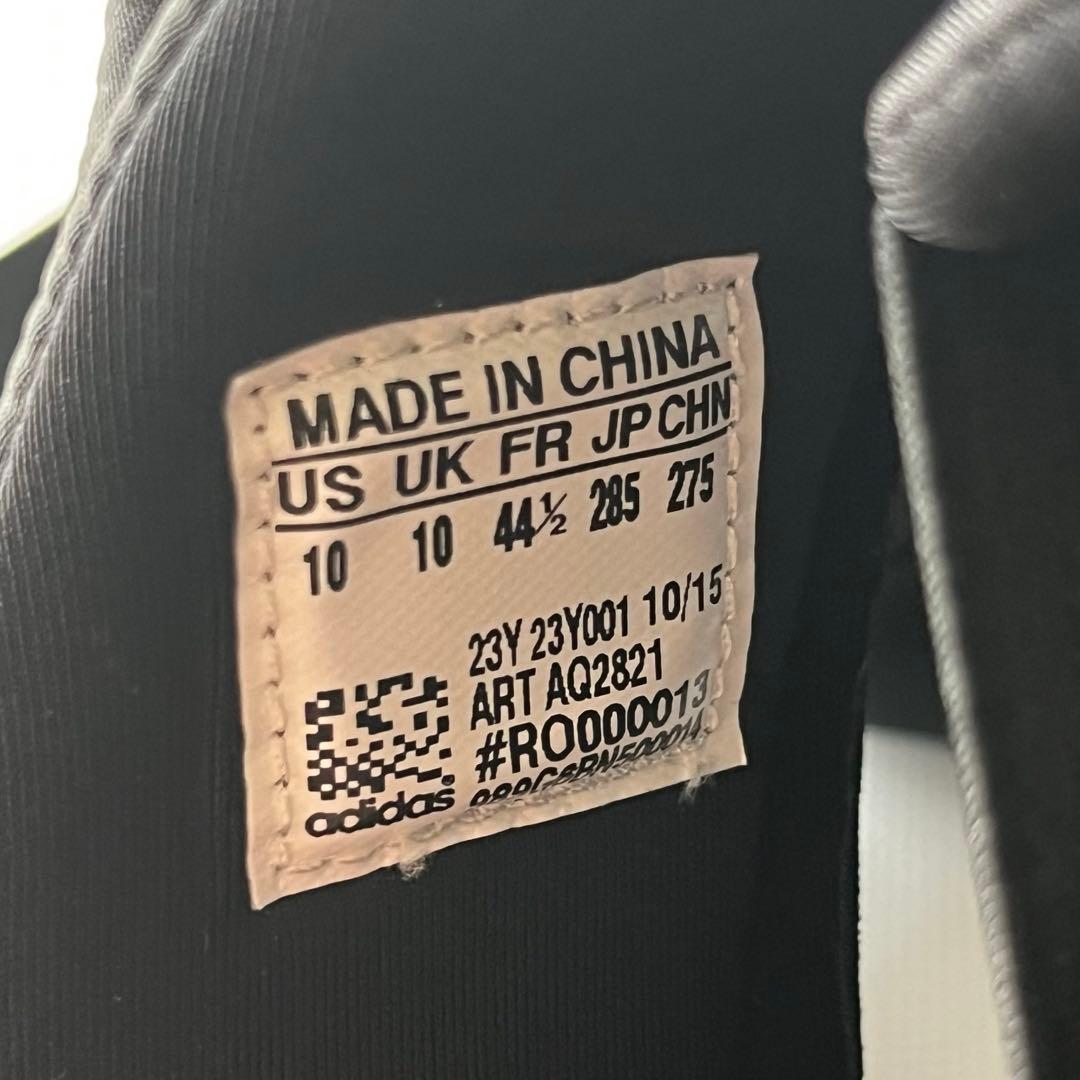 MADE IN CHINA
US UK FR JP CHN
10 10 44½ 285 275
23Y 23Y001 10/15
ART AQ2821
#RO000013
adidas